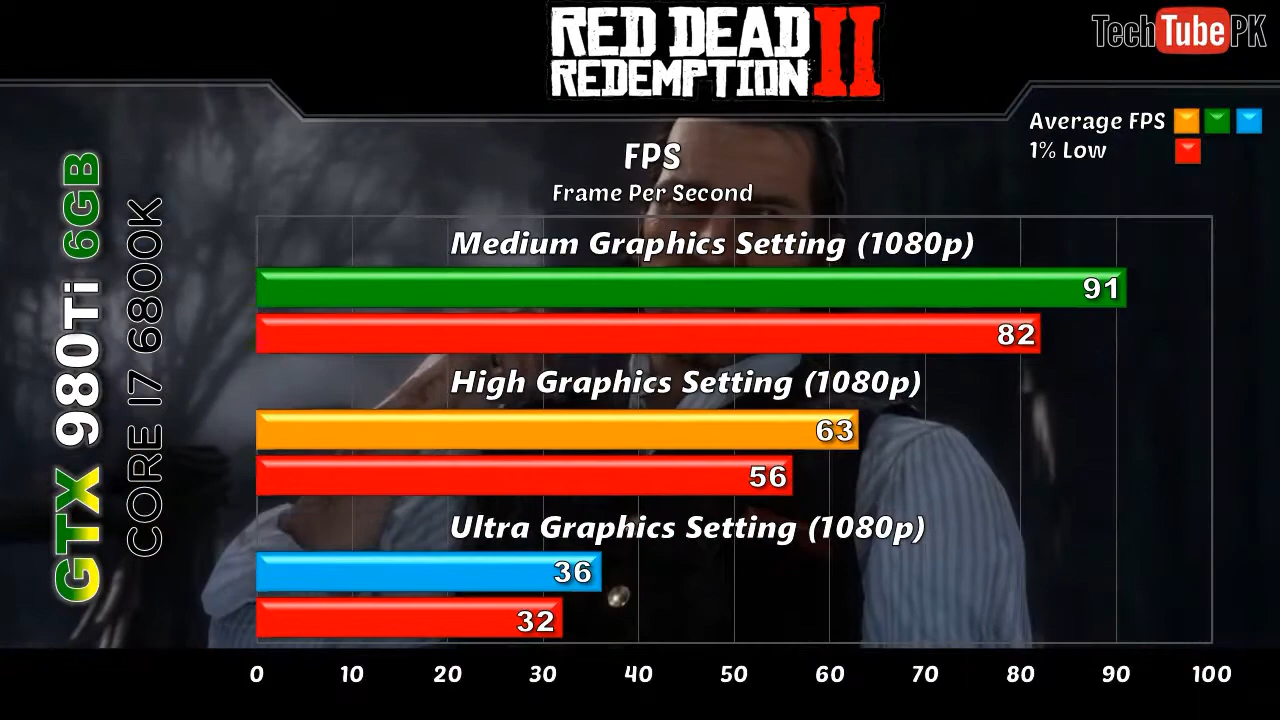 RED DEAD
REDEMPTION II
TechTubePK
Average FPS
1% Low
FPS
Frame Per Second
GTX 980Ti 6GB
CORE I7 6800K
Medium Graphics Setting (1080p)
91
82
High Graphics Setting (1080p)
63
56
Ultra Graphics Setting (1080p)
36
32
0 10 20 30 40 50 60 70 80 90 100